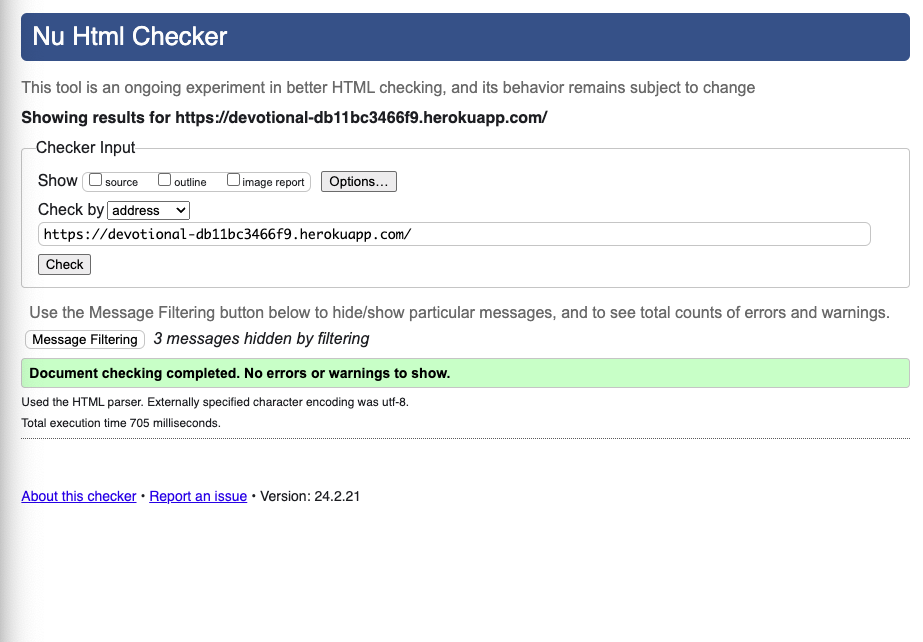 Nu Html Checker
This tool is an ongoing experiment in better HTML checking, and its behavior remains subject to change
Showing results for https://devotional-db11bc3466f9.herokuapp.com/
Checker Input
Show source outline image report Options...
Check by address
https://devotional-db11bc3466f9.herokuapp.com/
Check
Use the Message Filtering button below to hide/show particular messages, and to see total counts of errors and warnings.
Message Filtering 3 messages hidden by filtering
Document checking completed. No errors or warnings to show.
Used the HTML parser. Externally specified character encoding was utf-8.
Total execution time 705 milliseconds.
About this checker • Report an issue • Version: 24.2.21